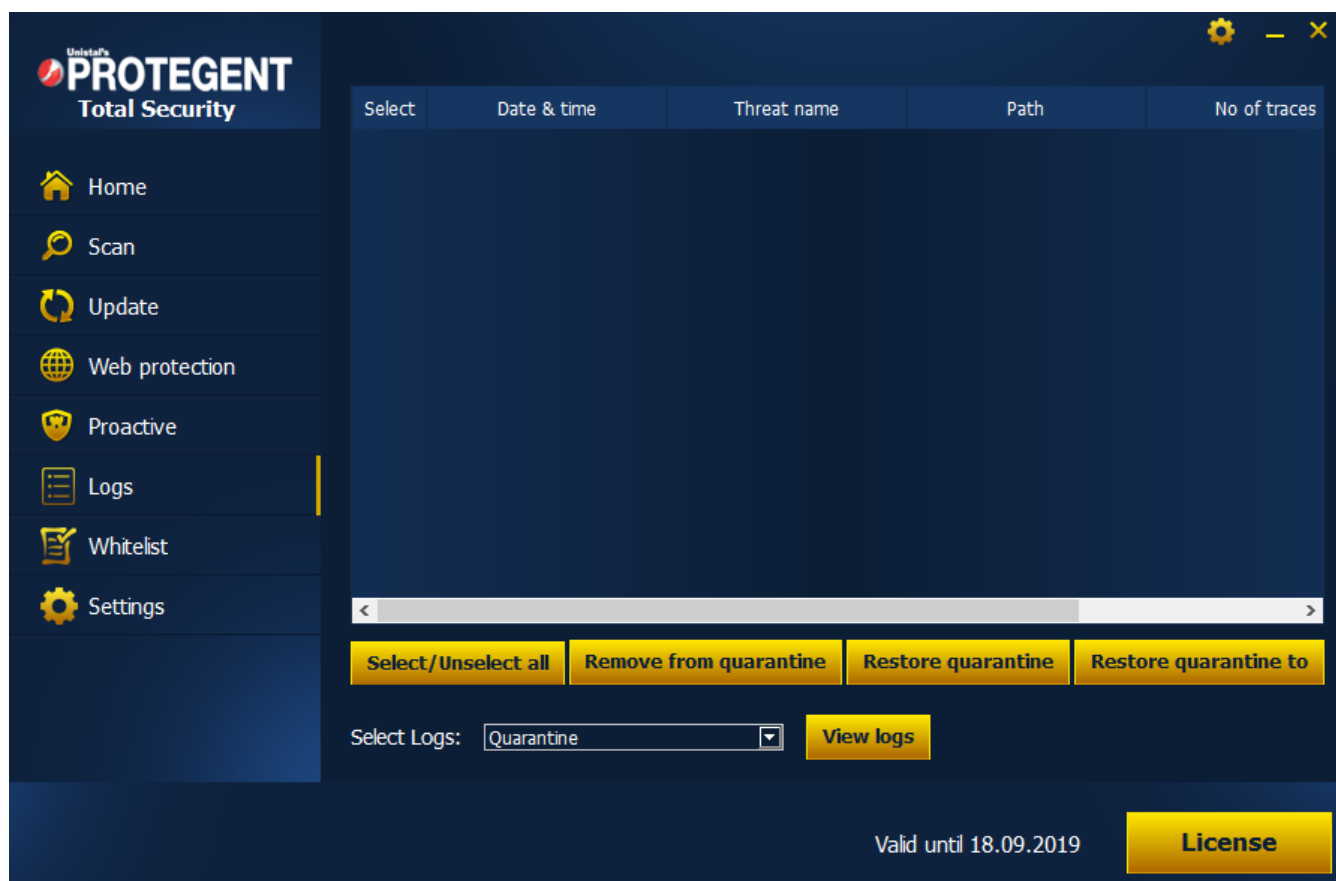 Unistal's
PROTEGENT
Total Security
Select Date & time Threat name Path No of traces
Home
Scan
Update
Web protection
Proactive
Logs
Whitelist
Settings
Select/Unselect all Remove from quarantine Restore quarantine Restore quarantine to
Select Logs: Quarantine View logs
Valid until 18.09.2019 License